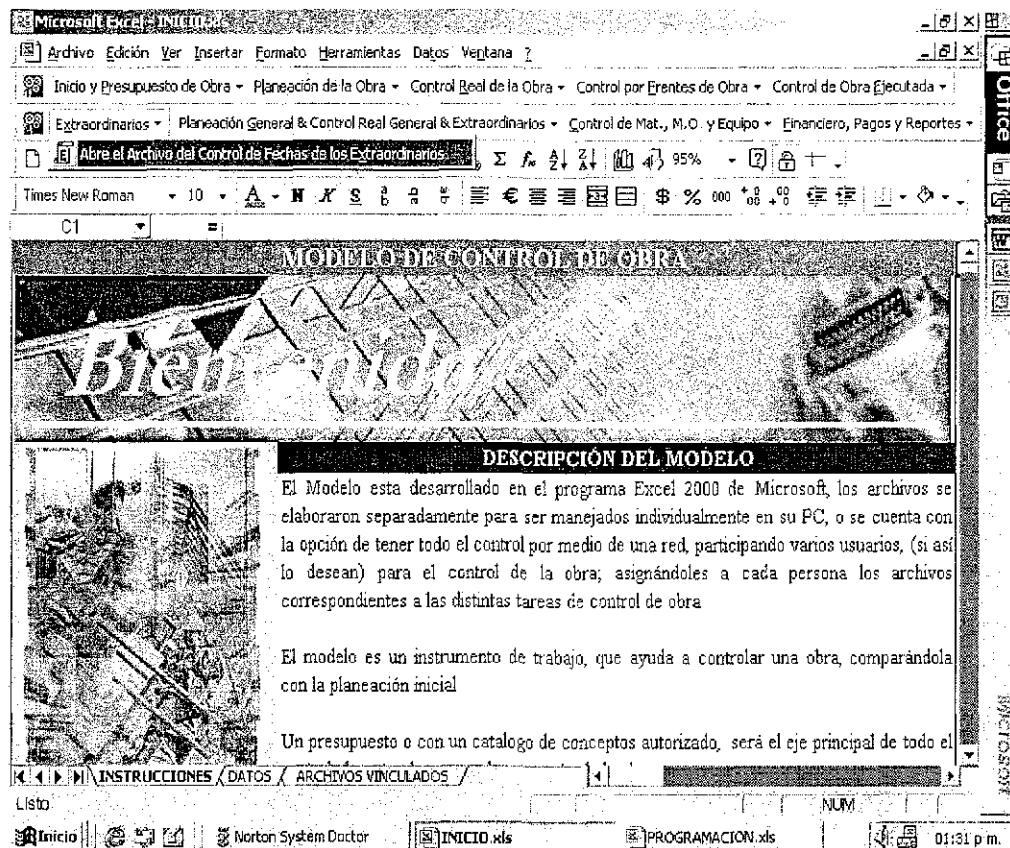 Microsoft Excel - INICIO.xls
Archivo Edición Ver Insertar Formato Herramientas Datos Ventana ?
Inicio y Presupuesto de Obra Planeación de la Obra Control Real de la Obra Control por Frentes de Obra Control de Obra Ejecutada
Extraordinarios Planeación General & Control Real General & Extraordinarios Control de Mat., M.O. y Equipo Financiero, Pagos y Reportes
Abre el Archivo del Control de Fechas de los Extraordinarios
95%
Times New Roman 10 N K S € $ % 000
C1 =
Office
MODELO DE CONTROL DE OBRA
Bienvenido
DESCRIPCIÓN DEL MODELO
El Modelo esta desarrollado en el programa Excel 2000 de Microsoft, los archivos se
elaboraron separadamente para ser manejados individualmente en su PC, o se cuenta con
la opción de tener todo el control por medio de una red, participando varios usuarios, (si así
lo desean) para el control de la obra; asignándoles a cada persona los archivos
correspondientes a las distintas tareas de control de obra
El modelo es un instrumento de trabajo, que ayuda a controlar una obra, comparándola
con la planeación inicial
Un presupuesto o con un catalogo de conceptos autorizado, será el eje principal de todo el
INSTRUCCIONES DATOS ARCHIVOS VINCULADOS
Listo NUM
Inicio Norton System Doctor INICIO.xls PROGRAMACION.xls 01:31 p.m.
MICROSOFT